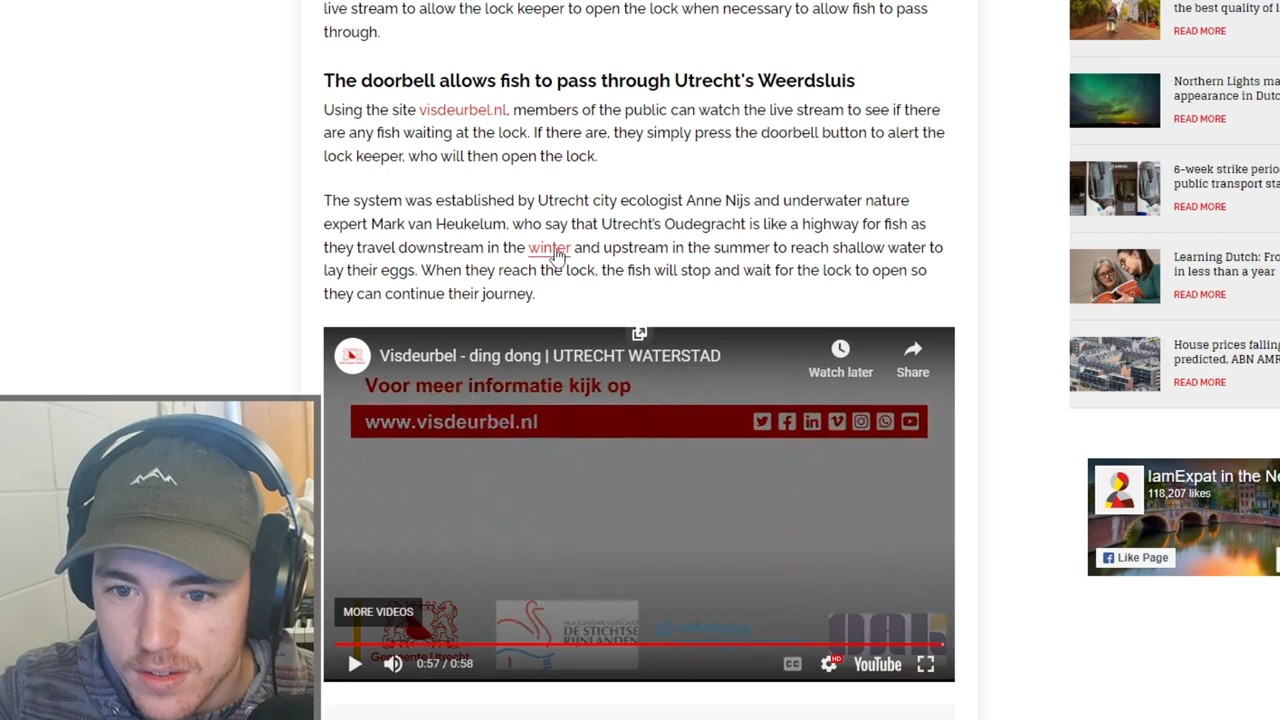 live stream to allow the lock keeper to open the lock when necessary to allow fish to pass
through.
The doorbell allows fish to pass through Utrecht's Weerdsluis
Using the site visdeurbel.nl, members of the public can watch the live stream to see if there
are any fish waiting at the lock. If there are, they simply press the doorbell button to alert the
lock keeper, who will then open the lock.
The system was established by Utrecht city ecologist Anne Nijs and underwater nature
expert Mark van Heukelum, who say that Utrecht's Oudegracht is like a highway for fish as
they travel downstream in the winter and upstream in the summer to reach shallow water to
lay their eggs. When they reach the lock, the fish will stop and wait for the lock to open so
they can continue their journey.
Visdeurbel - ding dong | UTRECHT WATERSTAD
Watch later
Share
Voor meer informatie kijk op
www.visdeurbel.nl
MORE VIDEOS
Gemeente Utrecht
DE STICHTSE
RIJNLANDEN
0:57 / 0:58
CC
HD
YouTube
the best quality of l
READ MORE
Northern Lights ma
appearance in Dutc
READ MORE
6-week strike perio
public transport sta
READ MORE
Learning Dutch: Fro
in less than a year
READ MORE
House prices falling
predicted, ABN AMR
READ MORE
IamExpat in the Ne
118,207 likes
Like Page